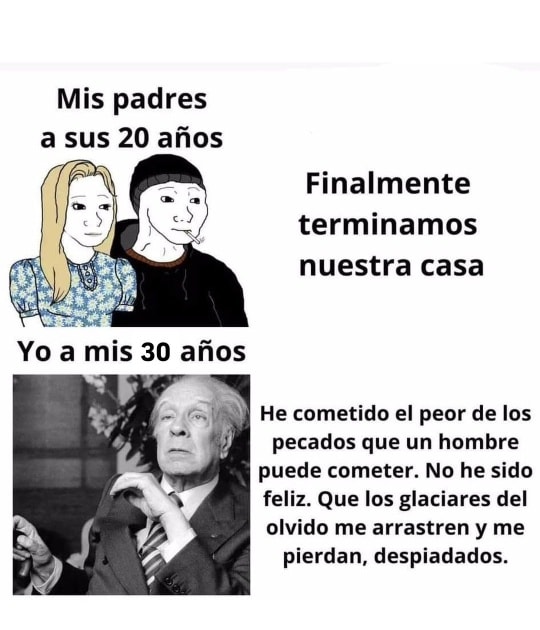 Mis padres
a sus 20 años
Finalmente
terminamos
nuestra casa
Yo a mis 30 años
He cometido el peor de los
pecados que un hombre
puede cometer. No he sido
feliz. Que los glaciares del
olvido me arrastren y me
pierdan, despiadados.